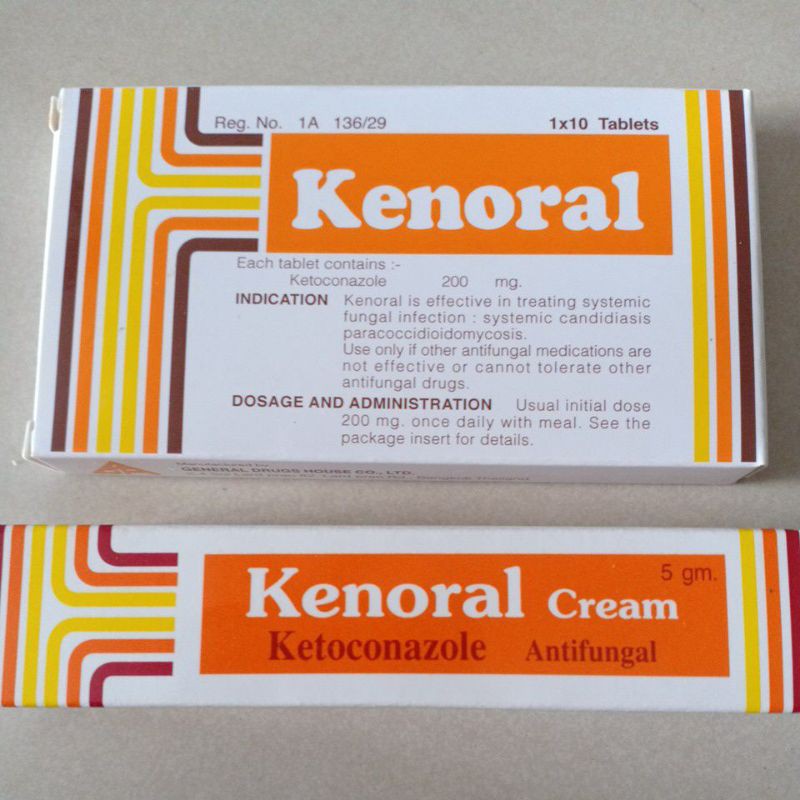 Reg. No. 1A 136/29
1x10 Tablets
Kenoral
Each tablet contains :-
Ketoconazole 200 mg.
INDICATION Kenoral is effective in treating systemic
fungal infection : systemic candidiasis
paracoccidioidomycosis.
Use only if other antifungal medications are
not effective or cannot tolerate other
antifungal drugs.
DOSAGE AND ADMINISTRATION Usual initial dose
200 mg. once daily with meal. See the
package insert for details.
Manufactured by
GENERAL DRUGS HOUSE CO., LTD.
5 gm.
Kenoral Cream
Ketoconazole Antifungal